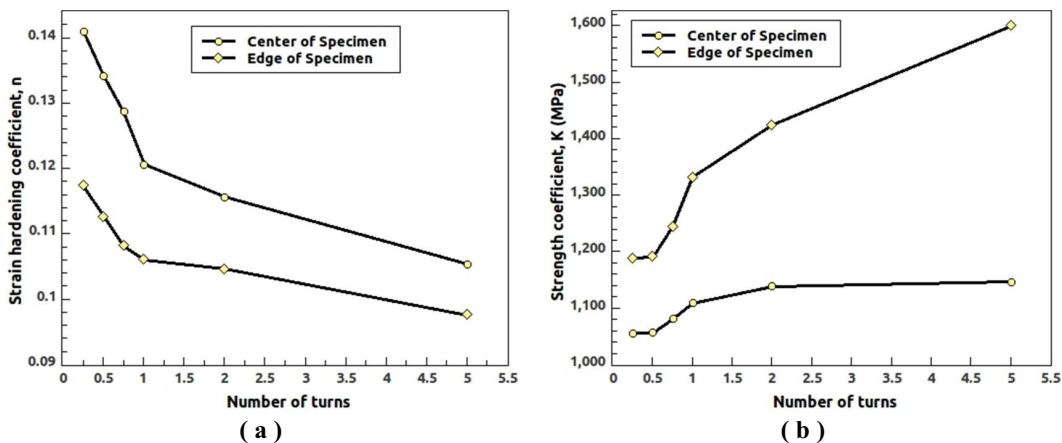 0.14
0.13
0.12
0.11
0.1
0.09
Strain hardening coefficient, n
Center of Specimen
Edge of Specimen
0 0.5 1 1.5 2 2.5 3 3.5 4 4.5 5 5.5
Number of turns
( a )
1,600
1,500
1,400
1,300
1,200
1,100
1,000
Strength coefficient, K (MPa)
Center of Specimen
Edge of Specimen
0 0.5 1 1.5 2 2.5 3 3.5 4 4.5 5 5.5
Number of turns
( b )